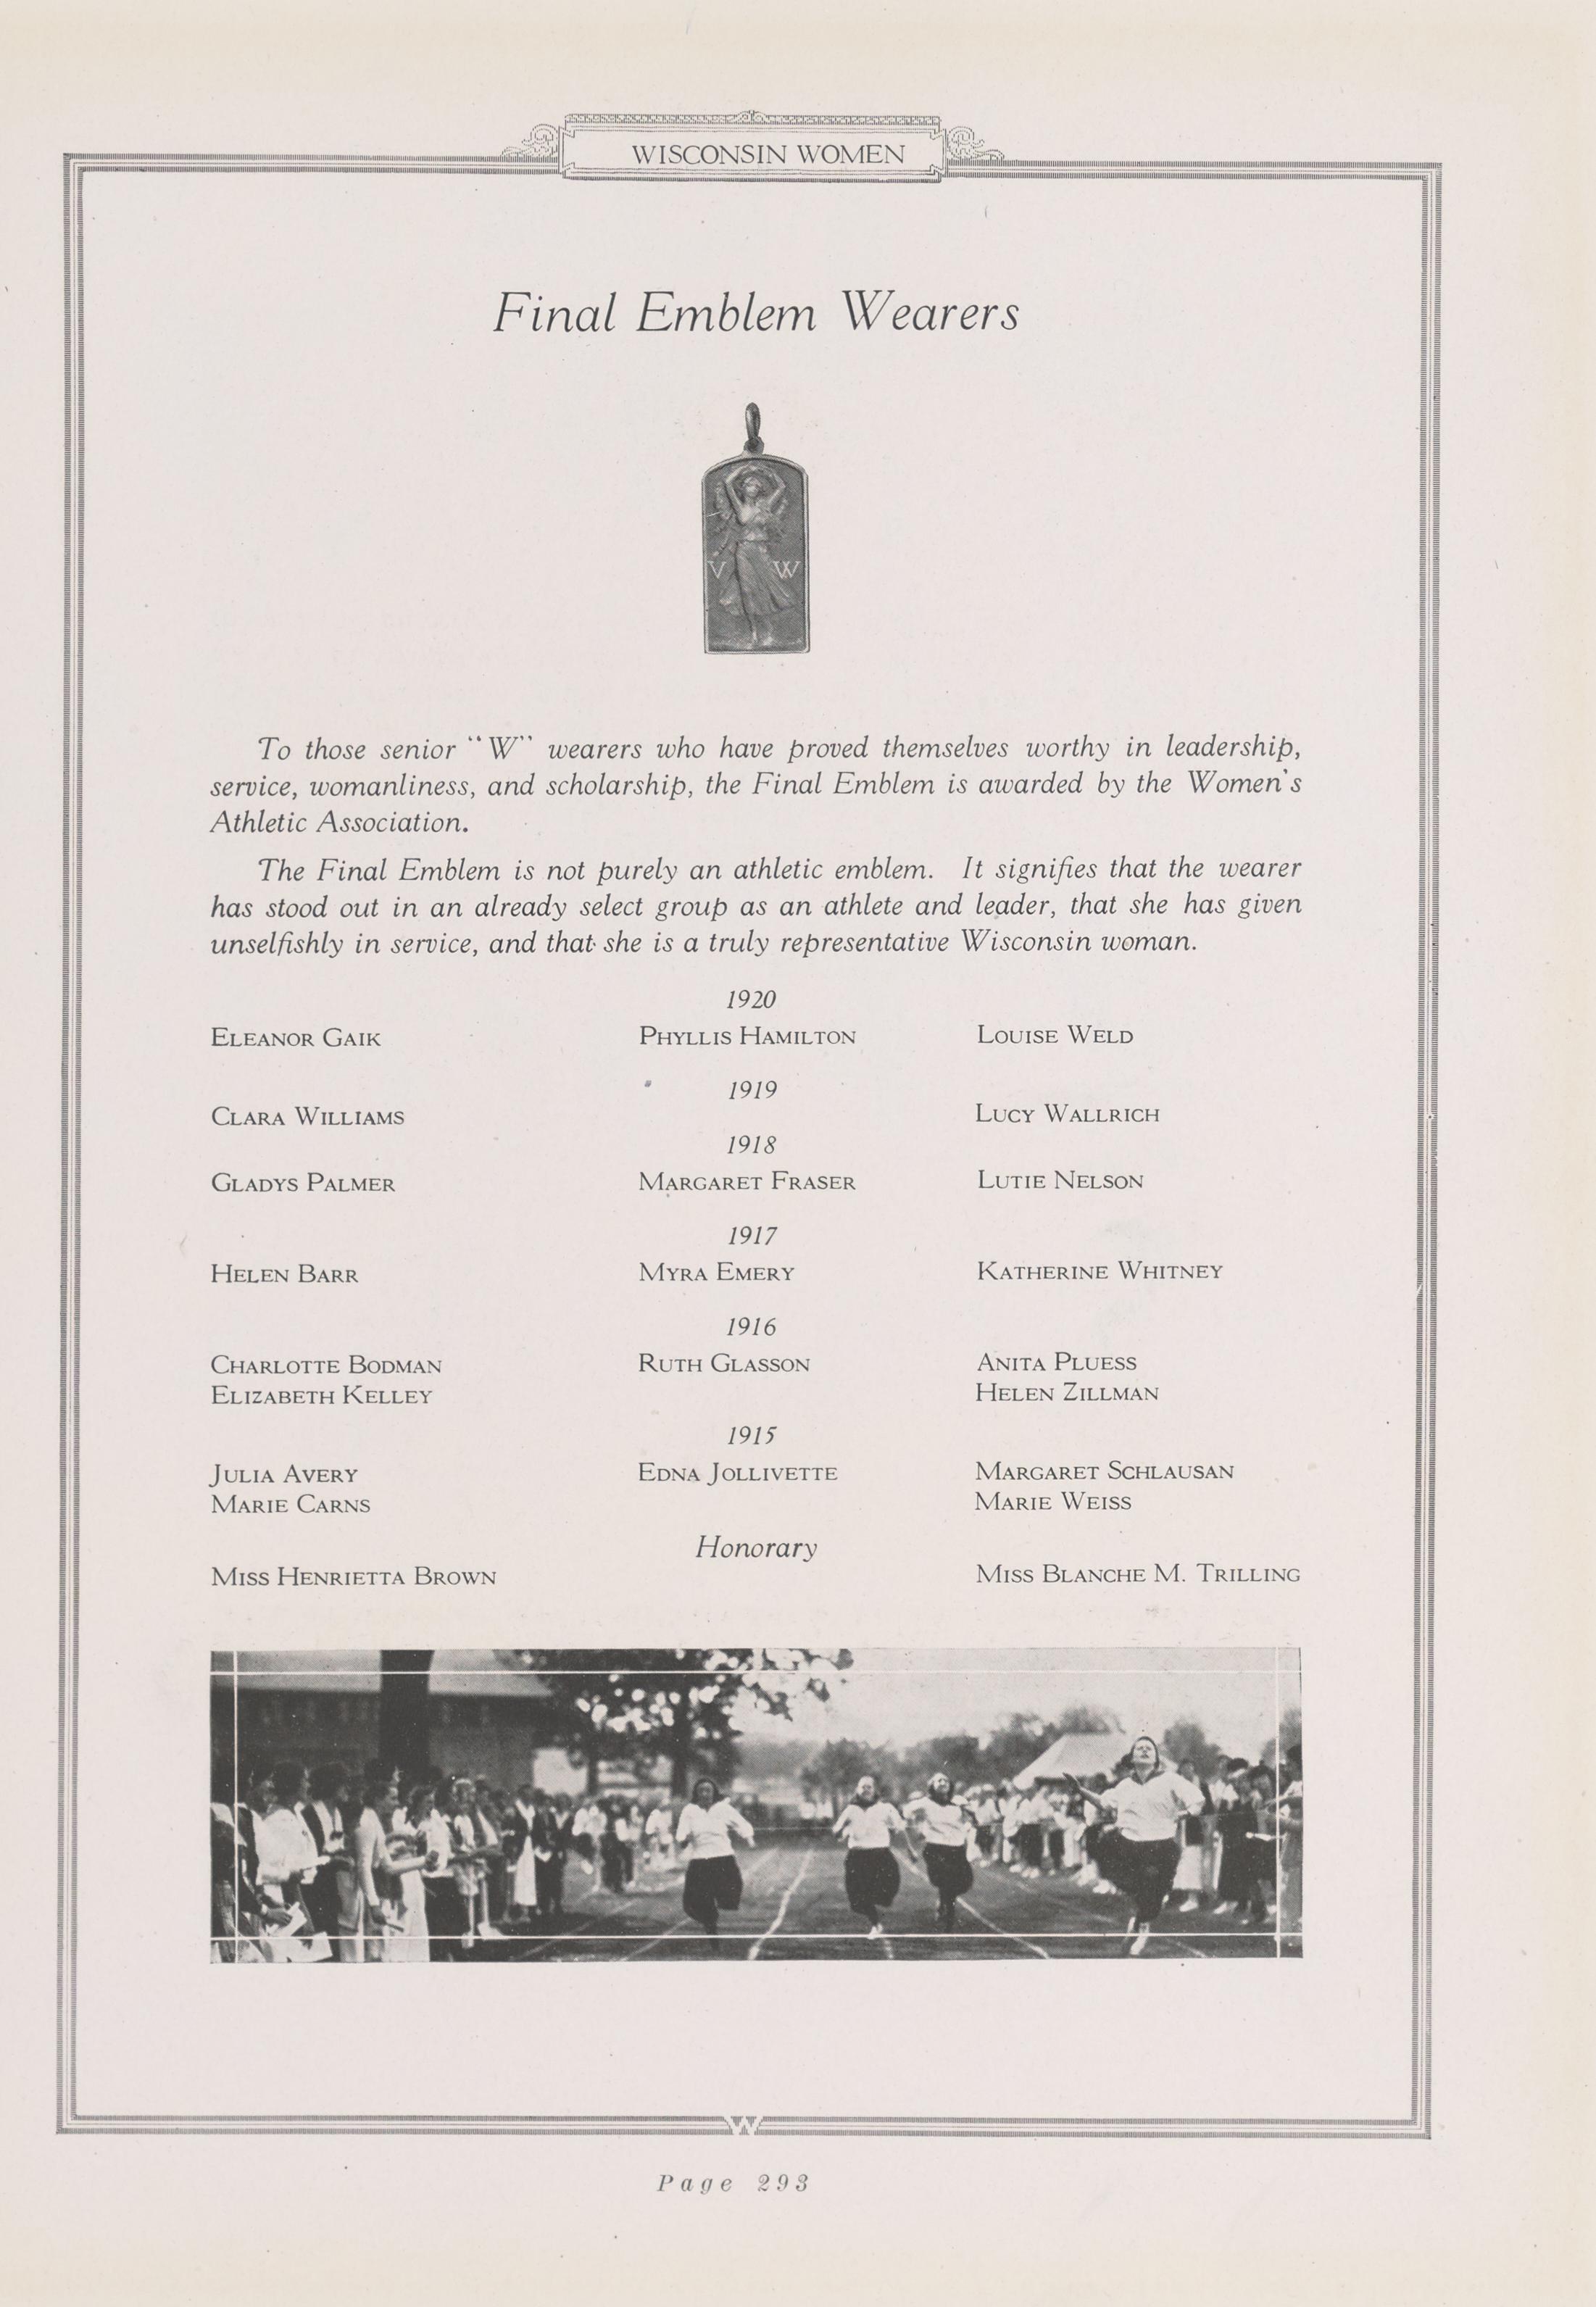 WISCONSIN WOMEN
Final Emblem Wearers
V W
To those senior "W" wearers who have proved themselves worthy in leadership,
service, womanliness, and scholarship, the Final Emblem is awarded by the Women's
Athletic Association.
The Final Emblem is not purely an athletic emblem. It signifies that the wearer
has stood out in an already select group as an athlete and leader, that she has given
unselfishly in service, and that she is a truly representative Wisconsin woman.
1920
ELEANOR GAIK PHYLLIS HAMILTON LOUISE WELD
1919
CLARA WILLIAMS LUCY WALLRICH
1918
GLADYS PALMER MARGARET FRASER LUTIE NELSON
1917
HELEN BARR MYRA EMERY KATHERINE WHITNEY
1916
CHARLOTTE BODMAN RUTH GLASSON ANITA PLUESS
ELIZABETH KELLEY HELEN ZILLMAN
1915
JULIA AVERY EDNA JOLLIVETTE MARGARET SCHLAUSAN
MARIE CARNS MARIE WEISS
Honorary
MISS HENRIETTA BROWN MISS BLANCHE M. TRILLING
W
Page 293